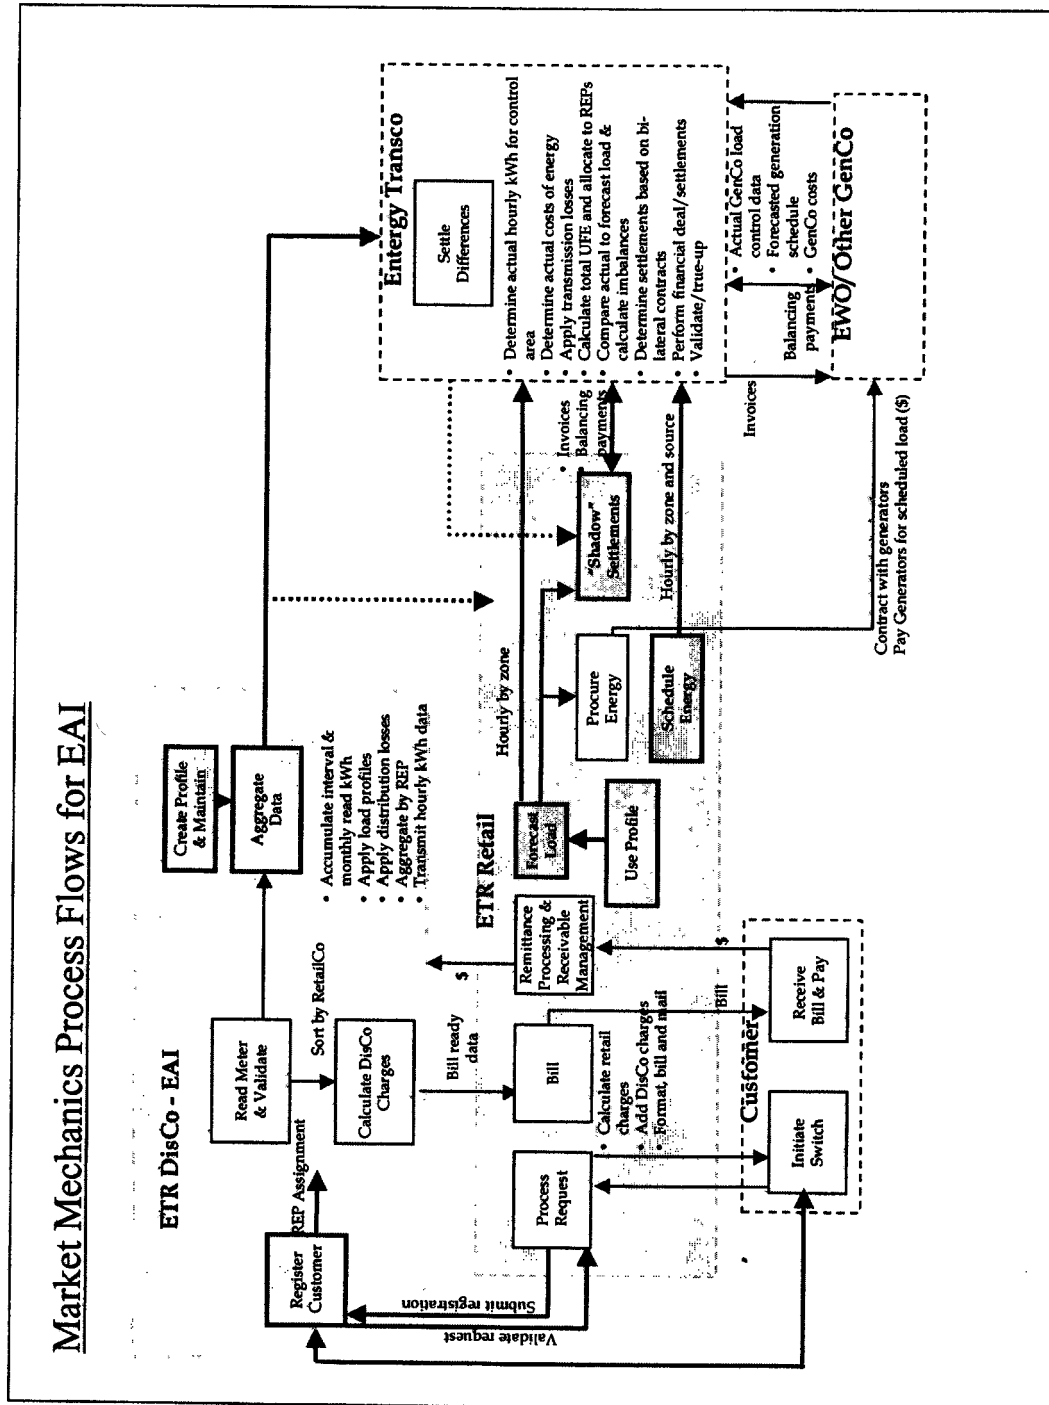 Market Mechanics Process Flows for EAI
ETR DisCo - EAI
Register
Customer
REP Assignment
Submit registration
Validate request
Read Meter
& Validate
Sort by RetailCo
Calculate DisCo
Charges
Bill ready
data
Create Profile
& Maintain
Aggregate
Data
• Accumulate interval &
monthly read kWh
• Apply load profiles
• Apply distribution losses
• Aggregate by REP
• Transmit hourly kWh data
ETR Retail
Process
Request
Bill
• Calculate retail
charges
• Add DisCo charges
• Format, bill and mail
$
Remittance
Processing &
Receivable
Management
Forecast
Load
Use Profile
Hourly by zone
Procure
Energy
Schedule
Energy
"Shadow"
Settlements
• Invoices
• Balancing
payments
Hourly by zone and source
Customer
Initiate
Switch
Receive
Bill & Pay
Bill
$
Entergy Transco
Settle
Differences
• Determine actual hourly kWh for control
area
• Determine actual costs of energy
• Apply transmission losses
• Calculate total UFE and allocate to REPs
• Compare actual to forecast load &
calculate imbalances
• Determine settlements based on bi-
lateral contracts
• Perform financial deal/settlements
• Validate/true-up
Invoices
Balancing
payments
• Actual GenCo load
control data
• Forecasted generation
schedule
• GenCo costs
EWO/Other GenCo
Contract with generators
Pay Generators for scheduled load ($)